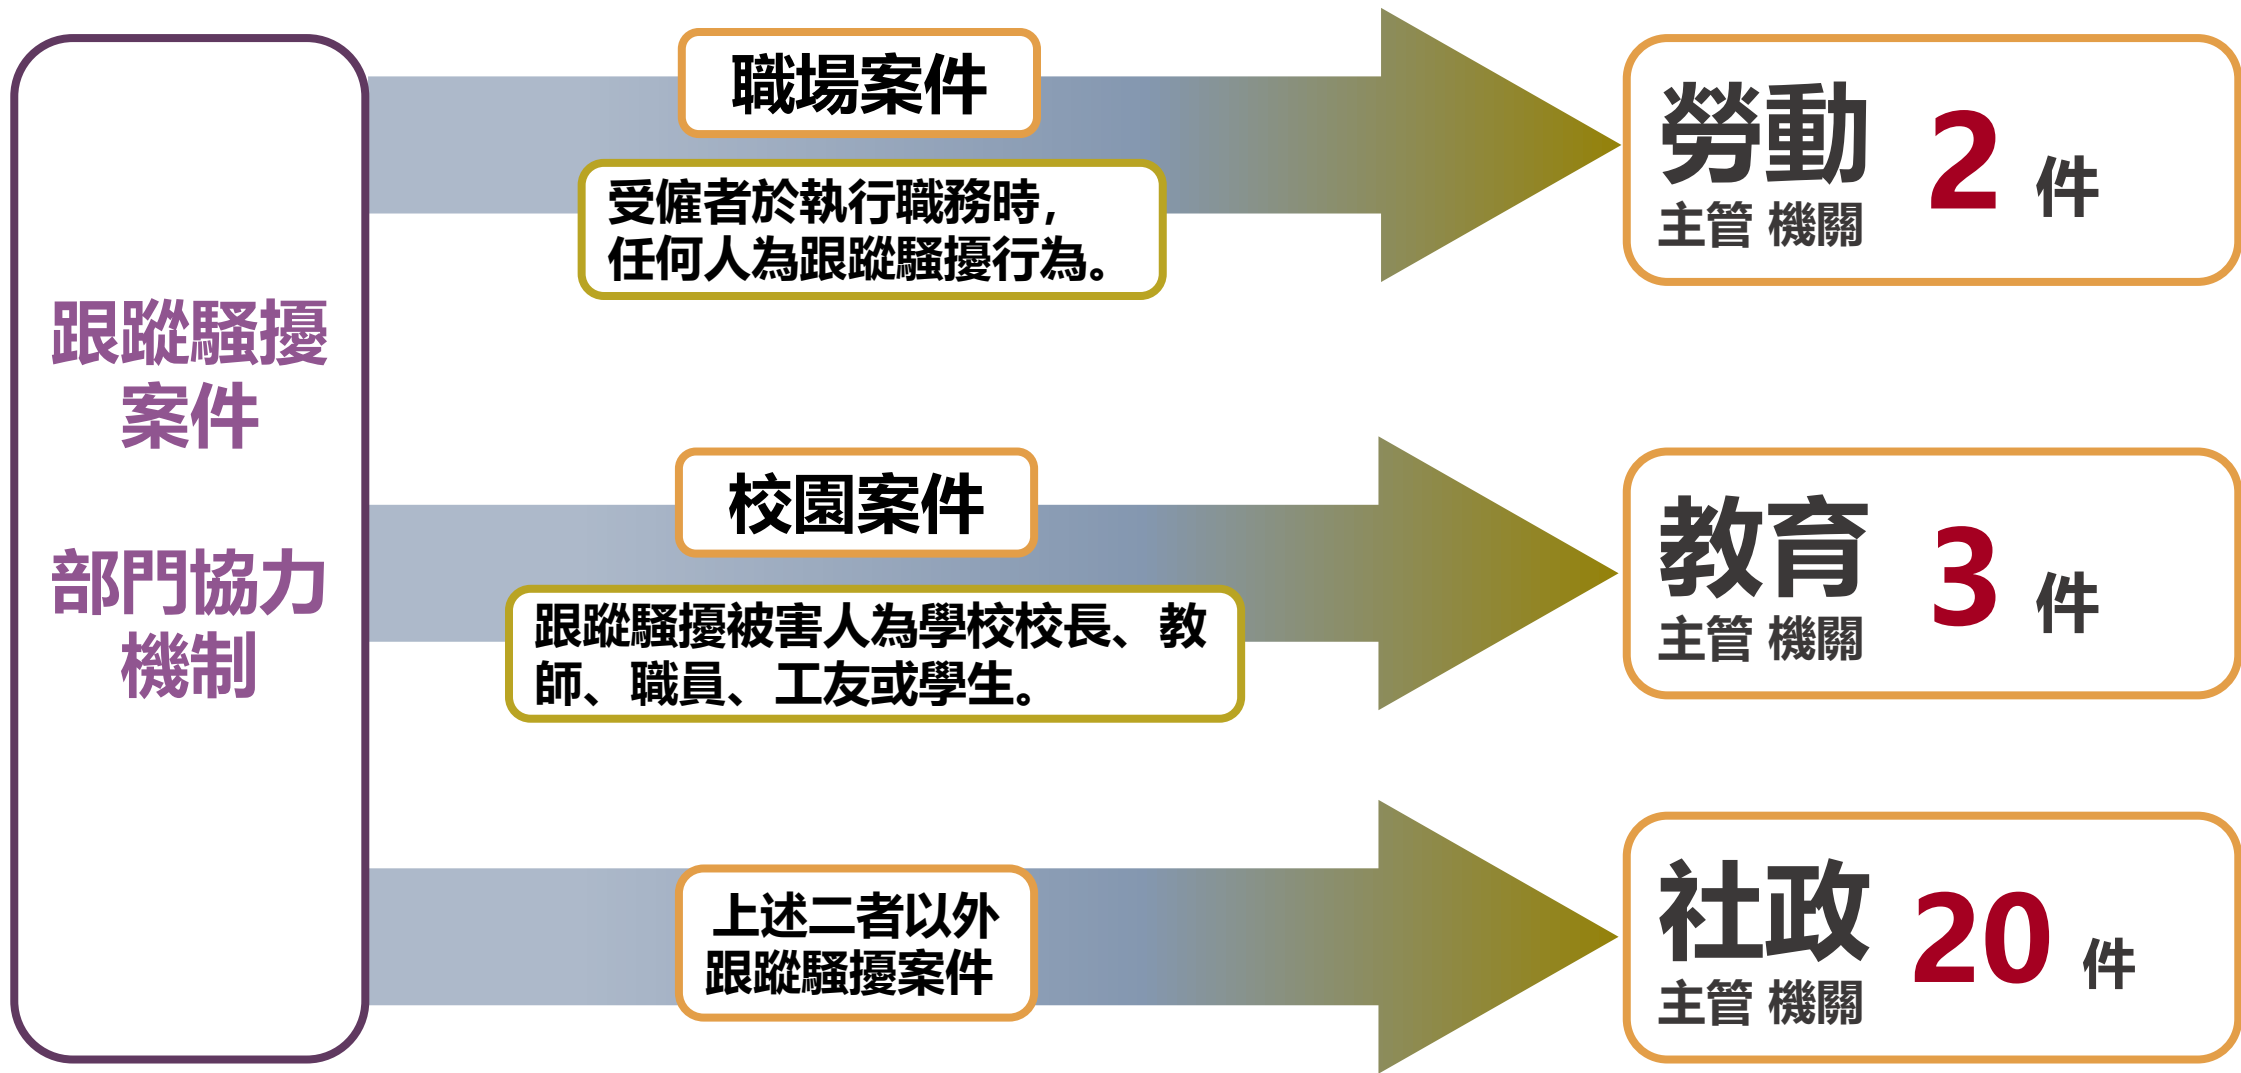 跟蹤騷擾
案件
部門協力
機制
職場案件
受僱者於執行職務時，
任何人為跟蹤騷擾行為。
勞動 2 件
主管 機關
校園案件
跟蹤騷擾被害人為學校校長、教
師、職員、工友或學生。
教育 3 件
主管 機關
上述二者以外
跟蹤騷擾案件
社政 20 件
主管 機關